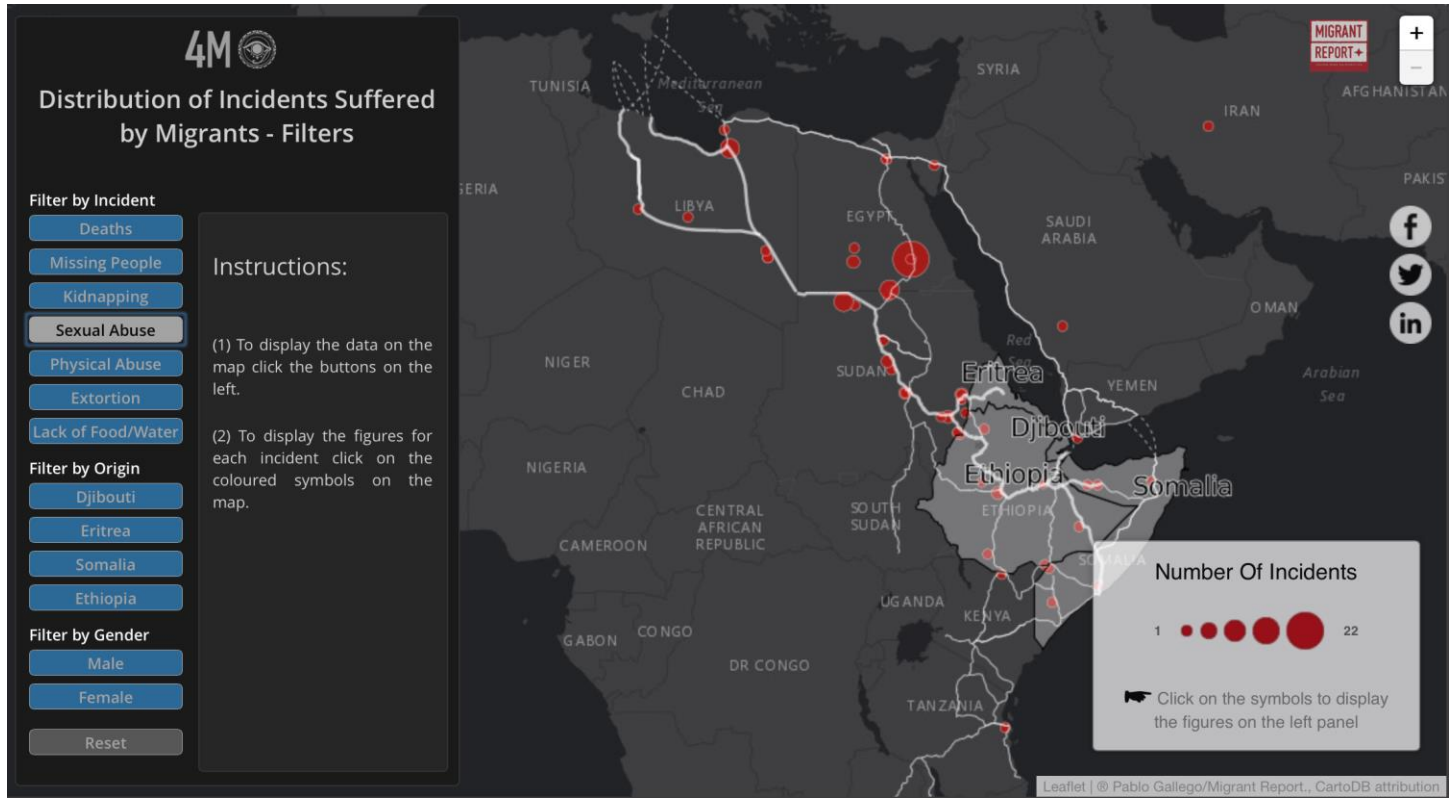 4M
Distribution of Incidents Suffered
by Migrants - Filters
Filter by Incident
Deaths
Missing People
Kidnapping
Sexual Abuse
Physical Abuse
Extortion
Lack of Food/Water
Filter by Origin
Djibouti
Eritrea
Somalia
Ethiopia
Filter by Gender
Male
Female
Reset
Instructions:
(1) To display the data on the
map click the buttons on the
left.
(2) To display the figures for
each incident click on the
coloured symbols on the
map.
MIGRANT
REPORT+
+
−
TUNISIA
Mediterranean
Sea
SYRIA
IRAN
AFGHANISTAN
GERIA
LIBYA
EGYPT
SAUDI
ARABIA
PAKIS
OMAN
NIGER
CHAD
SUDAN
Red
Sea
Eritrea
YEMEN
Arabian
Sea
Djibouti
NIGERIA
Ethiopia
Somalia
ETHIOPIA
CENTRAL
AFRICAN
REPUBLIC
SOUTH
SUDAN
CAMEROON
SOMALIA
UGANDA
KENYA
GABON
CONGO
DR CONGO
TANZANIA
f
in
Number Of Incidents
1
22
Click on the symbols to display
the figures on the left panel
Leaflet | ® Pablo Gallego/Migrant Report., CartoDB attribution